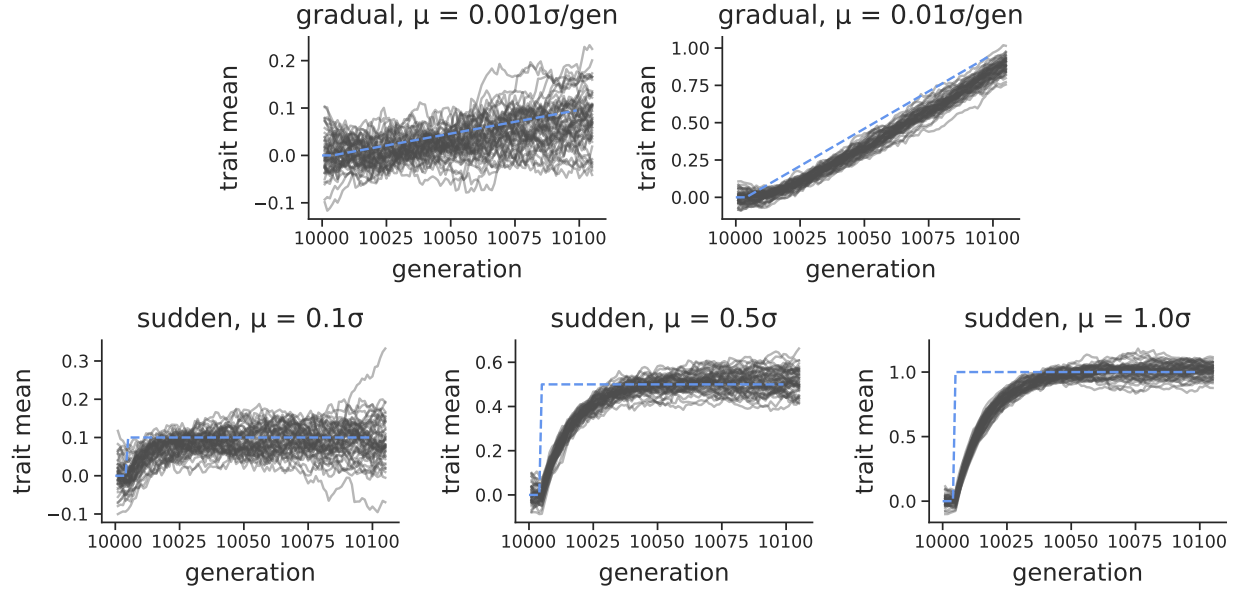 gradual, μ = 0.001σ/gen
gradual, μ = 0.01σ/gen
trait mean
0.2
0.1
0.0
−0.1
10000 10025 10050 10075 10100
generation
trait mean
1.00
0.75
0.50
0.25
0.00
10000 10025 10050 10075 10100
generation
sudden, μ = 0.1σ
sudden, μ = 0.5σ
sudden, μ = 1.0σ
trait mean
0.3
0.2
0.1
0.0
−0.1
10000 10025 10050 10075 10100
generation
trait mean
0.6
0.4
0.2
0.0
10000 10025 10050 10075 10100
generation
trait mean
1.0
0.5
0.0
10000 10025 10050 10075 10100
generation